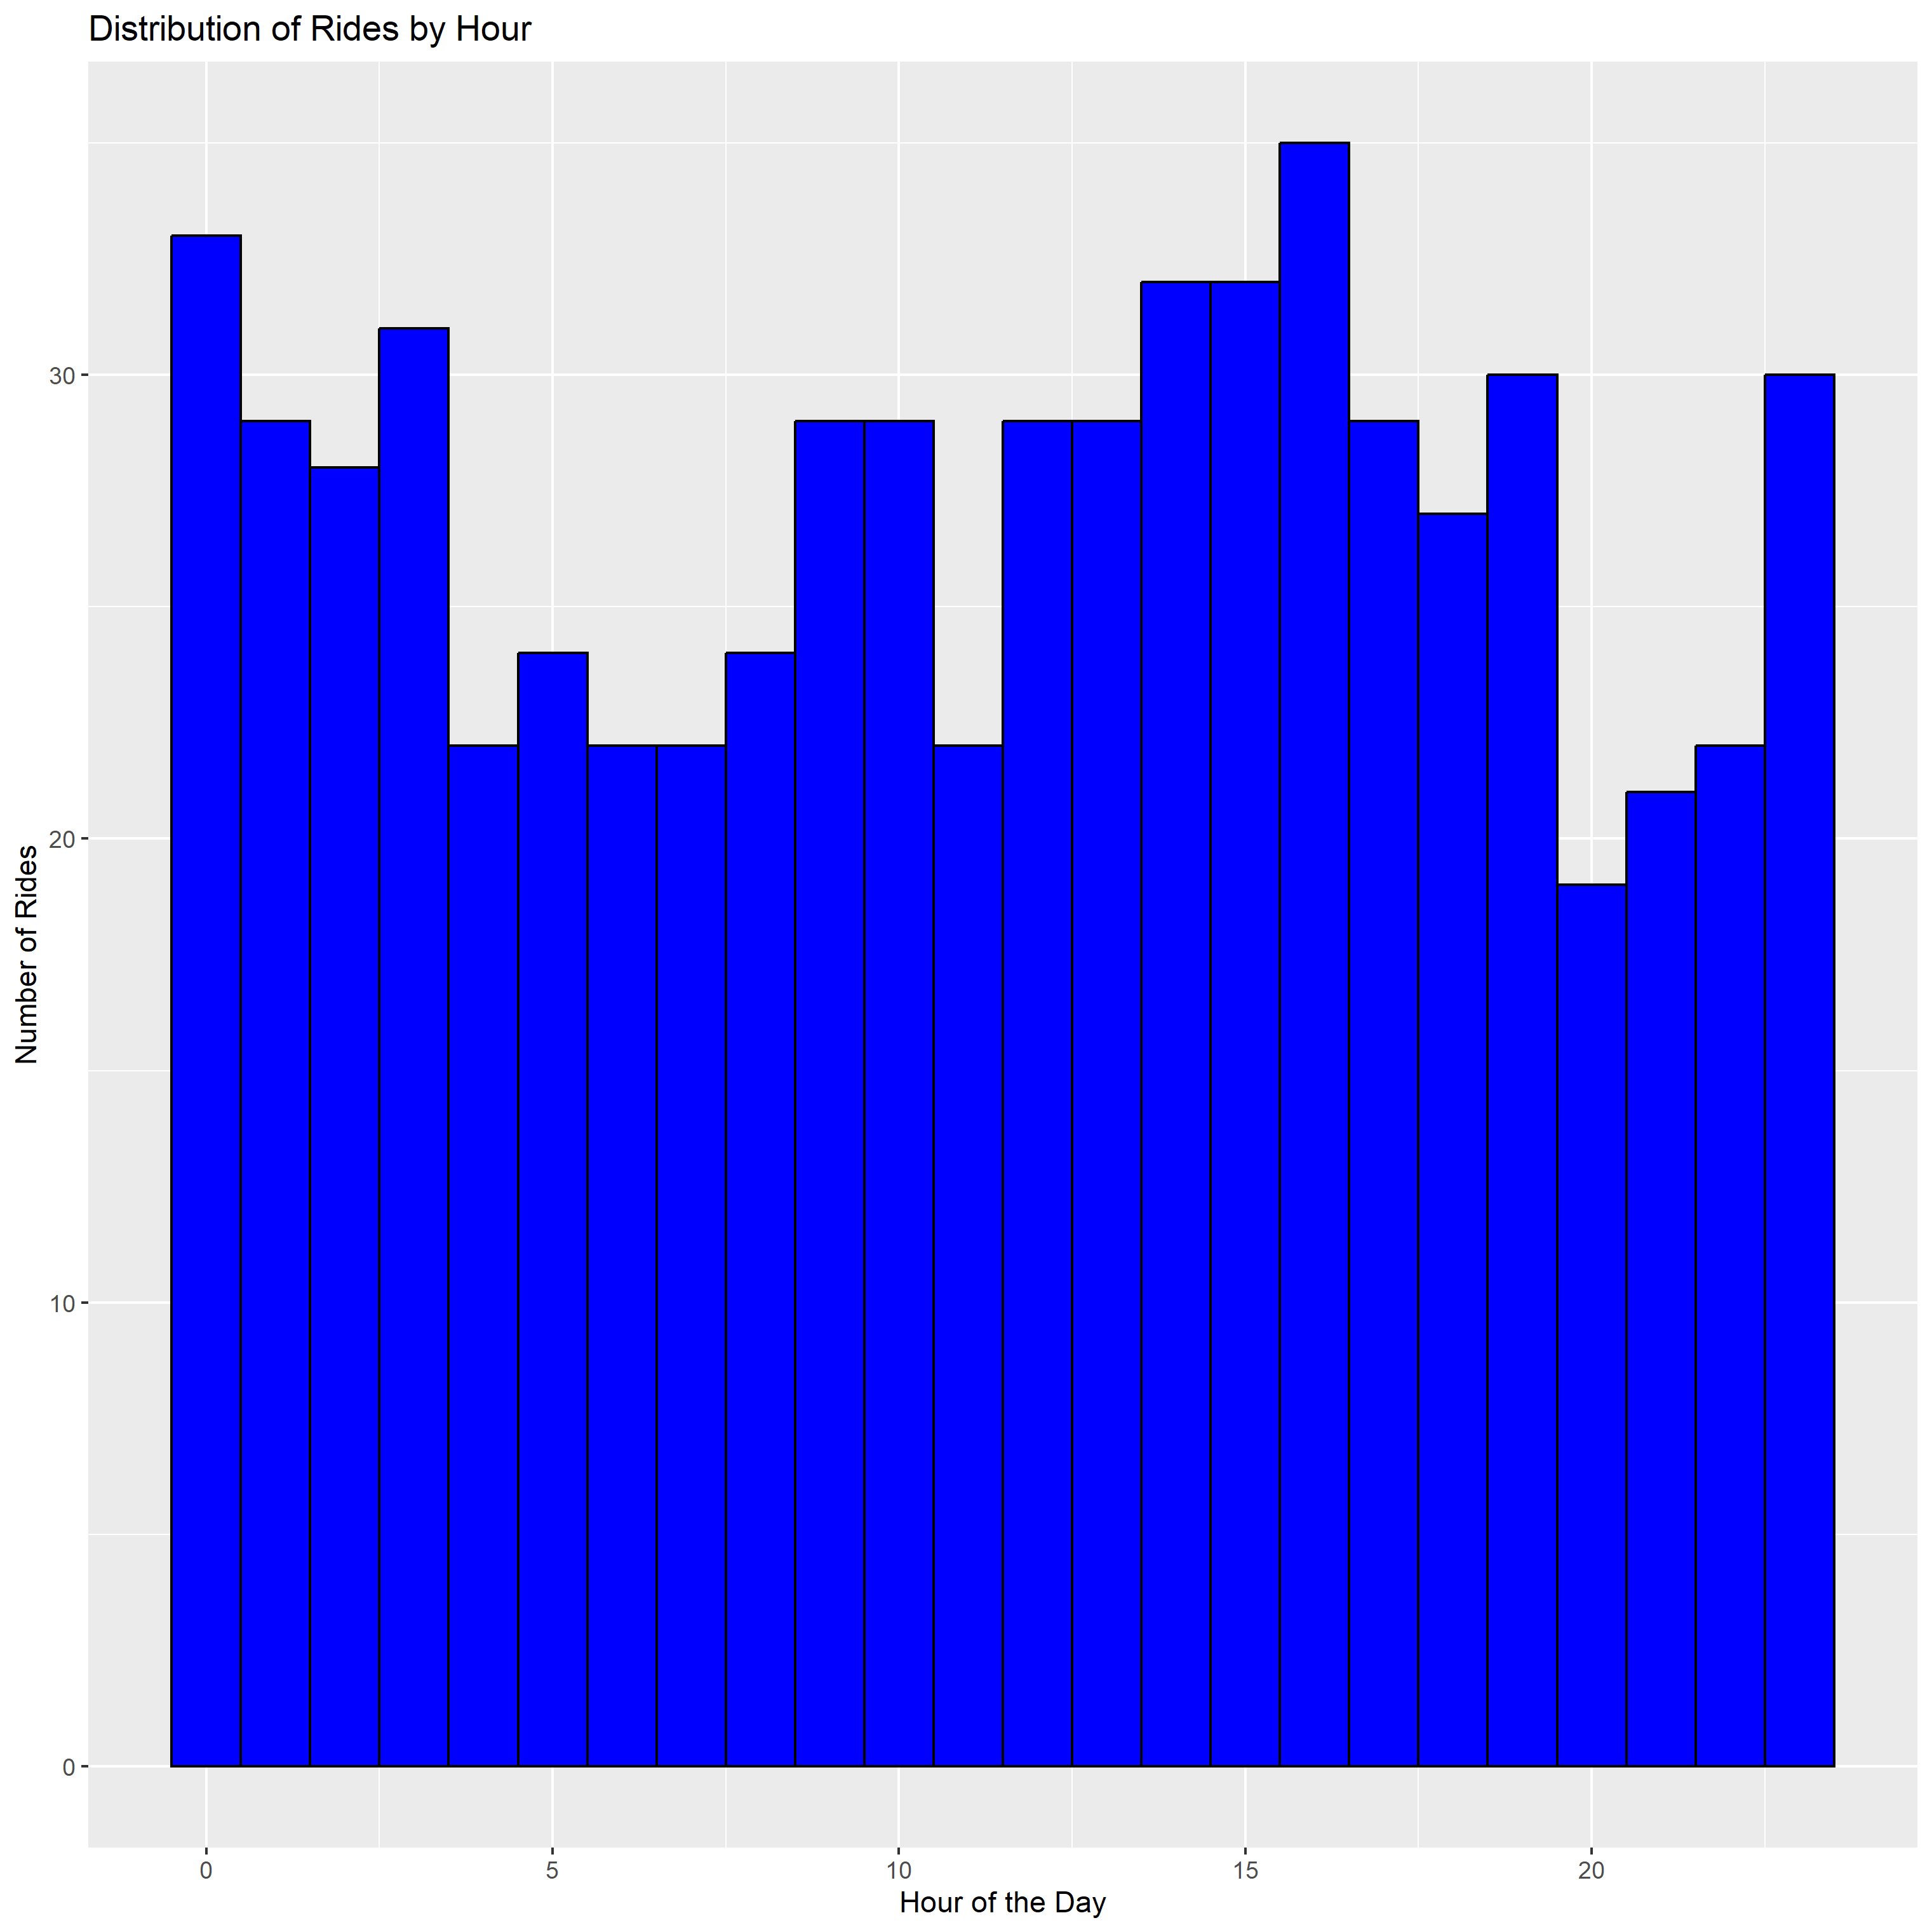 Distribution of Rides by Hour
Number of Rides
30
20
10
0
0 5 10 15 20
Hour of the Day